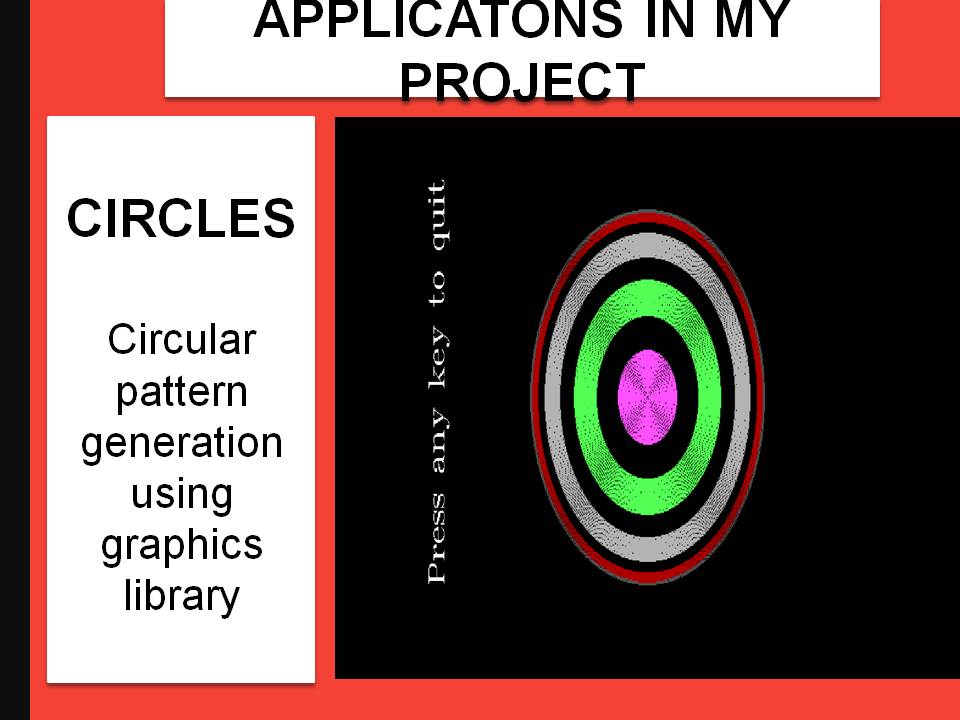 APPLICATONS IN MY
PROJECT
CIRCLES
Circular
pattern
generation
using
graphics
library
Press any key to quit